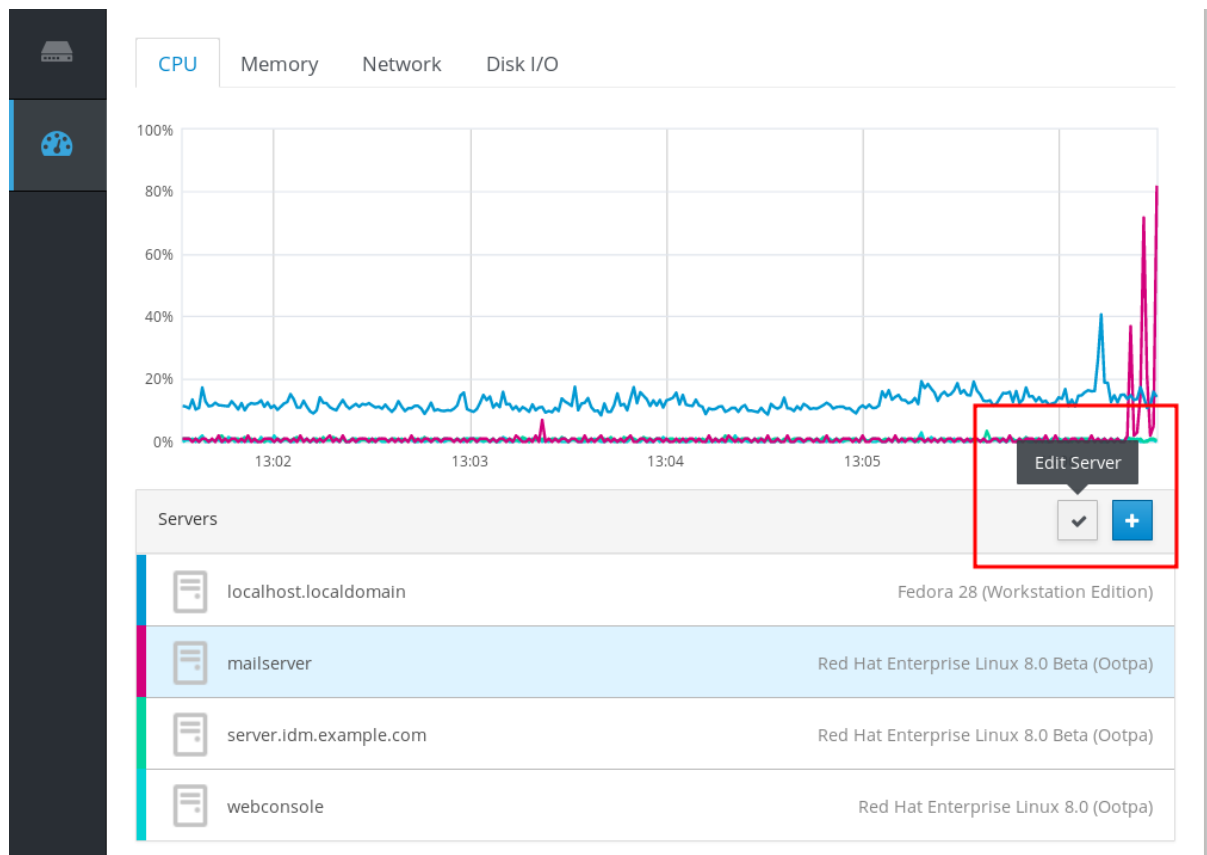 CPU Memory Network Disk I/O
100%
80%
60%
40%
20%
0%
13:02 13:03 13:04 13:05
Edit Server
Servers
localhost.localdomain Fedora 28 (Workstation Edition)
mailserver Red Hat Enterprise Linux 8.0 Beta (Ootpa)
server.idm.example.com Red Hat Enterprise Linux 8.0 Beta (Ootpa)
webconsole Red Hat Enterprise Linux 8.0 (Ootpa)